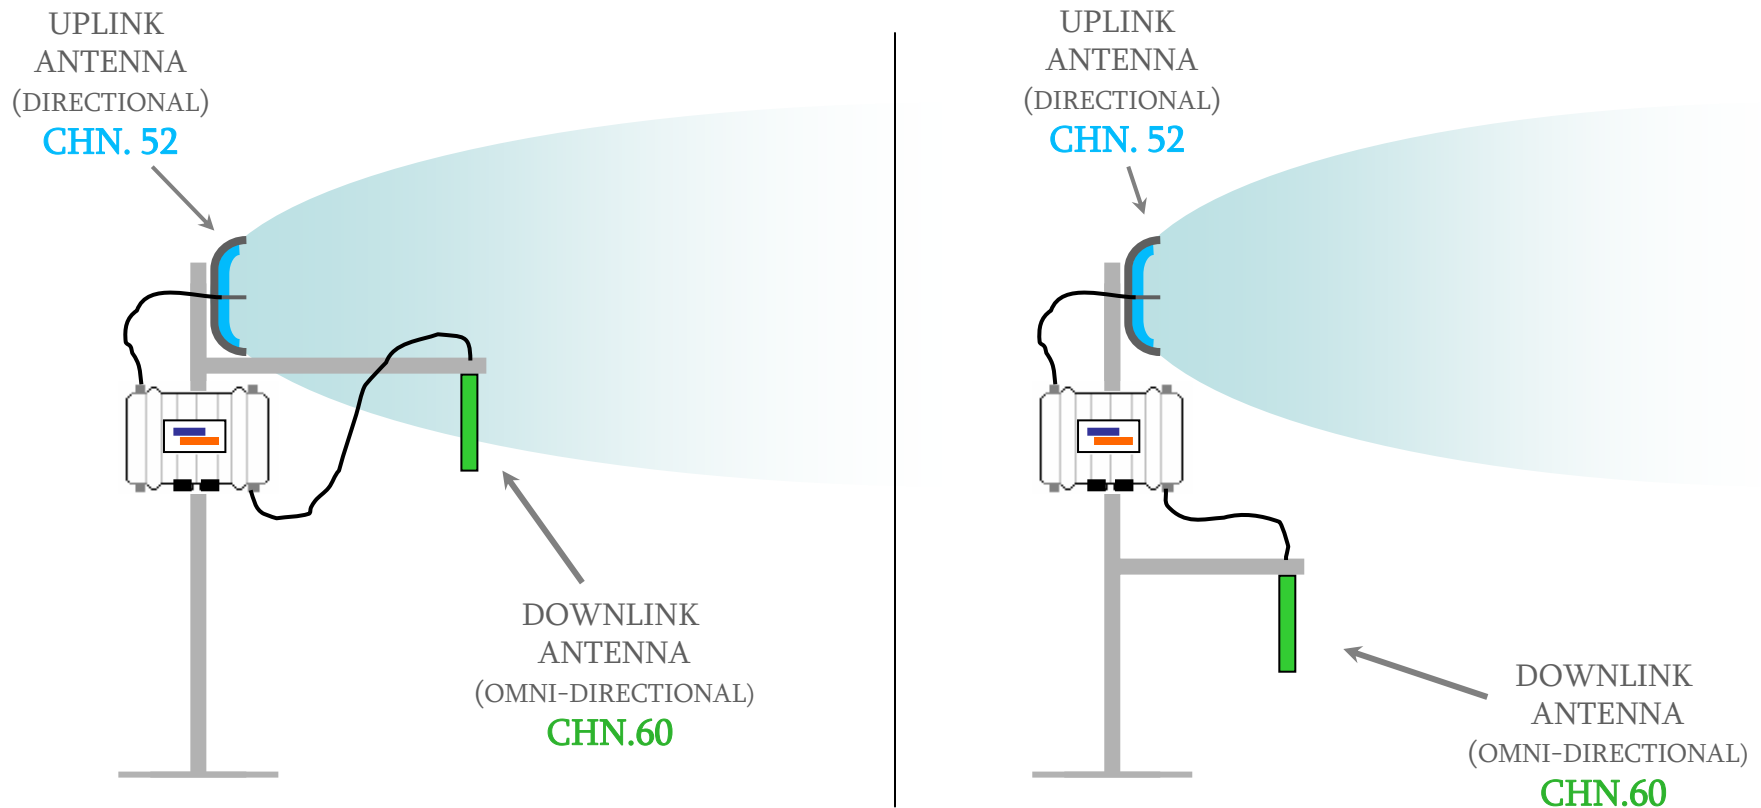 UPLINK
ANTENNA
(DIRECTIONAL)
CHN. 52
DOWNLINK
ANTENNA
(OMNI-DIRECTIONAL)
CHN.60
UPLINK
ANTENNA
(DIRECTIONAL)
CHN. 52
DOWNLINK
ANTENNA
(OMNI-DIRECTIONAL)
CHN.60